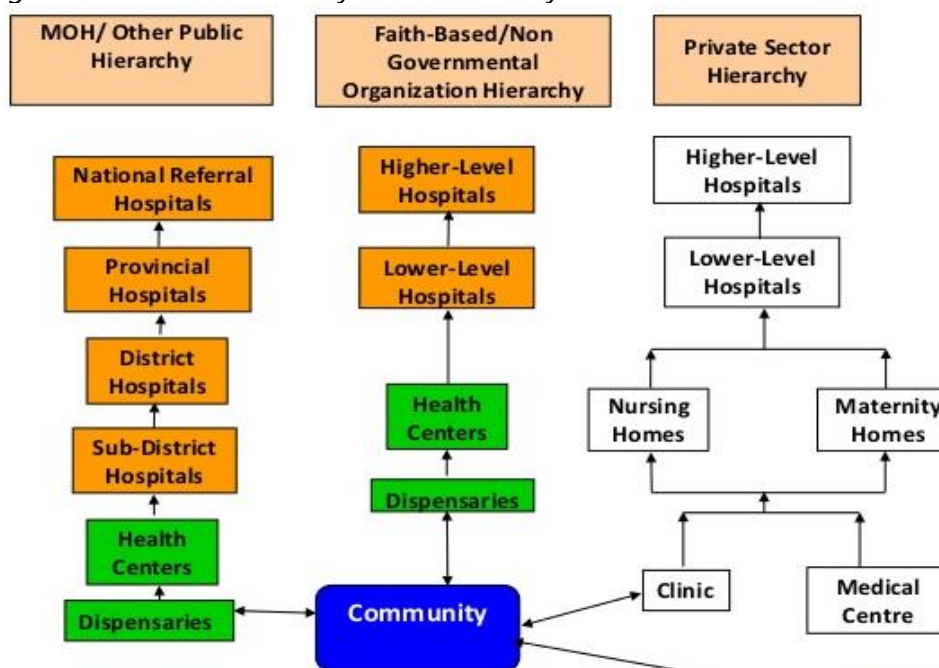 MOH/ Other Public
Hierarchy
Faith-Based/Non
Governmental
Organization Hierarchy
Private Sector
Hierarchy
National Referral
Hospitals
Provincial
Hospitals
District
Hospitals
Sub-District
Hospitals
Health
Centers
Dispensaries
Higher-Level
Hospitals
Lower-Level
Hospitals
Health
Centers
Dispensaries
Higher-Level
Hospitals
Lower-Level
Hospitals
Nursing
Homes
Maternity
Homes
Clinic
Medical
Centre
Community